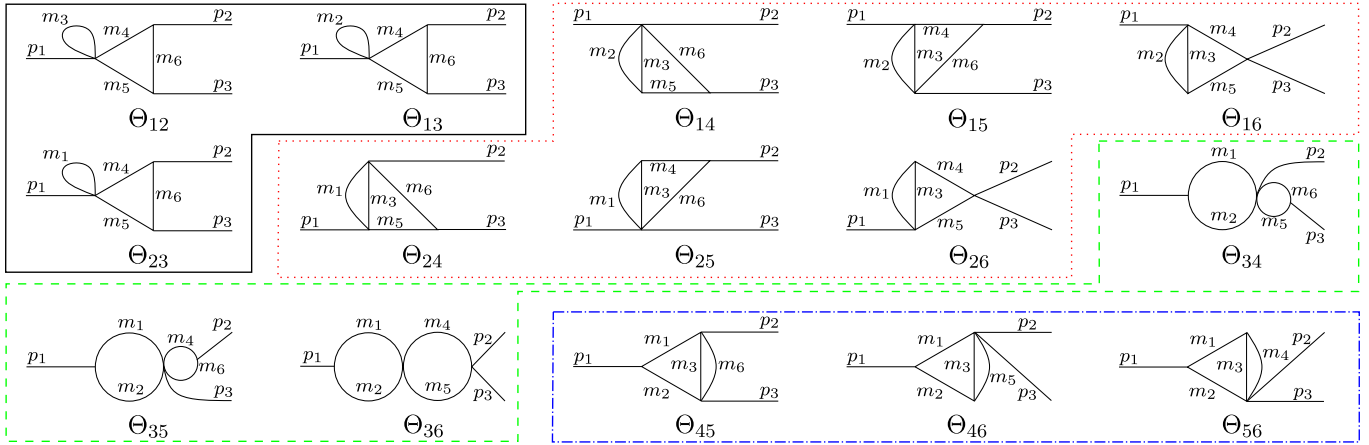 m₃ p₂ m₂ p₂ p₁ p₂ p₁ p₂ p₁
m₄ m₄ m₂ m₆ m₄ m₄ p₂
p₁ m₆ p₁ m₆ m₃ m₂ m₃ m₆ m₂ m₃
m₅ p₃ m₅ p₃ m₅ p₃ p₃ m₅ p₃
Θ₁₂ Θ₁₃ Θ₁₄ Θ₁₅ Θ₁₆
m₁ p₂ p₂ p₂ p₂ m₁ p₂
m₄ m₆ m₄ m₄
p₁ m₆ m₁ m₃ m₁ m₃ m₆ m₁ m₃ p₁ m₆
m₅ p₃ p₁ m₅ p₃ p₁ p₃ p₁ m₅ p₃ m₂ m₅ p₃
Θ₂₃ Θ₂₄ Θ₂₅ Θ₂₆ Θ₃₄
m₁ m₄ p₂ m₁ m₄ p₂ m₁ p₂ m₁ p₂ m₁ p₂
p₁ m₆ p₁ p₁ m₃ m₆ p₁ m₃ m₅ p₁ m₃ m₄
m₂ p₃ m₂ m₅ p₃ m₂ p₃ m₂ p₃ m₂ p₃
Θ₃₅ Θ₃₆ Θ₄₅ Θ₄₆ Θ₅₆